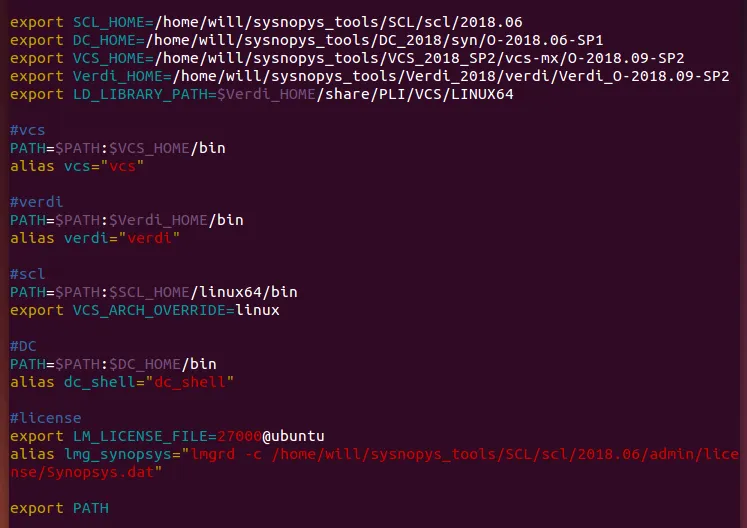 export SCL_HOME=/home/will/sysnopys_tools/SCL/scl/2018.06
export DC_HOME=/home/will/sysnopys_tools/DC_2018/syn/O-2018.06-SP1
export VCS_HOME=/home/will/sysnopys_tools/VCS_2018_SP2/vcs-mx/O-2018.09-SP2
export Verdi_HOME=/home/will/sysnopys_tools/Verdi_2018/verdi/Verdi_O-2018.09-SP2
export LD_LIBRARY_PATH=$Verdi_HOME/share/PLI/VCS/LINUX64
#vcs
PATH=$PATH:$VCS_HOME/bin
alias vcs="vcs"
#verdi
PATH=$PATH:$Verdi_HOME/bin
alias verdi="verdi"
#scl
PATH=$PATH:$SCL_HOME/linux64/bin
export VCS_ARCH_OVERRIDE=linux
#DC
PATH=$PATH:$DC_HOME/bin
alias dc_shell="dc_shell"
#license
export LM_LICENSE_FILE=27000@ubuntu
alias lmg_synopsys="lmgrd -c /home/will/sysnopys_tools/SCL/scl/2018.06/admin/lice
nse/Synopsys.dat"
export PATH